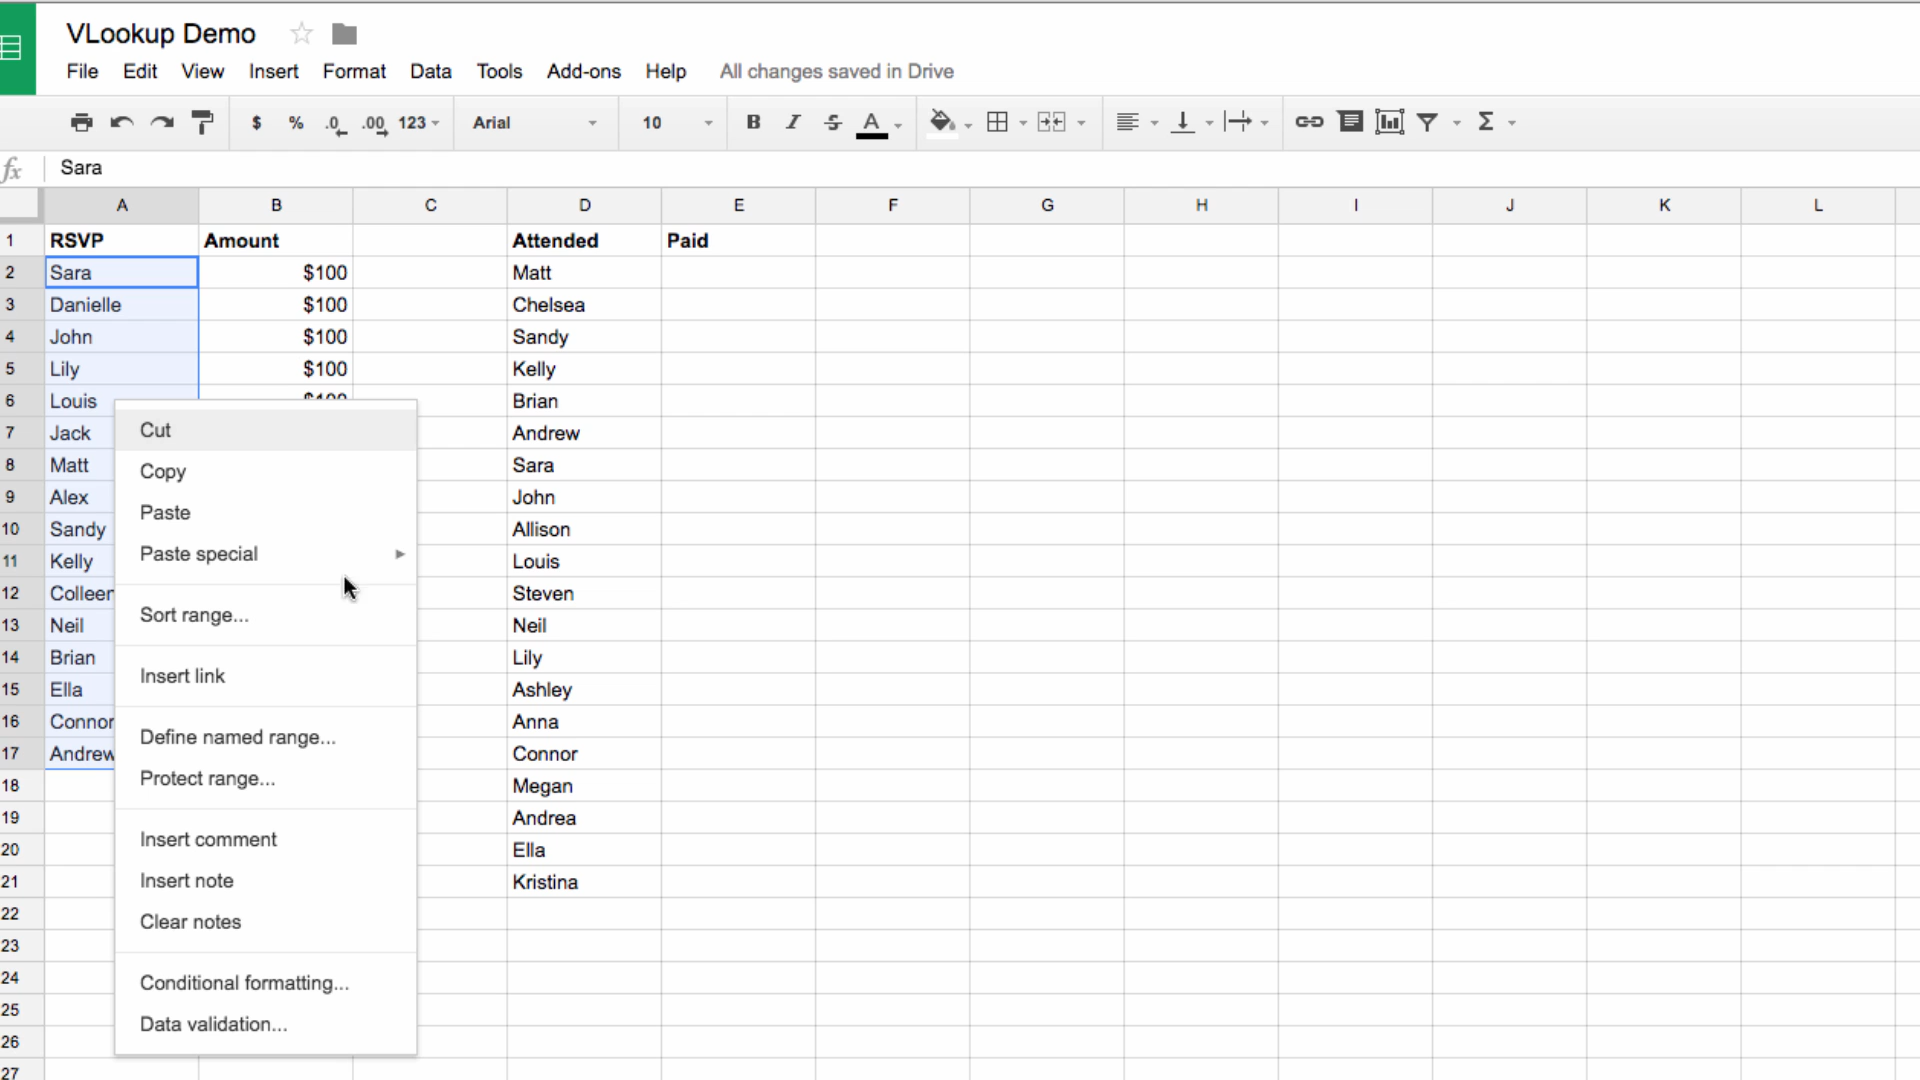 VLookup Demo
File Edit View Insert Format Data Tools Add-ons Help All changes saved in Drive
$ % .0 .00 123 Arial 10 B I S A Σ
fx Sara
A B C D E F G H I J K L
1 RSVP Amount Attended Paid
2 Sara $100 Matt
3 Danielle $100 Chelsea
4 John $100 Sandy
5 Lily $100 Kelly
6 Louis $100 Brian
7 Jack Andrew
8 Matt Sara
9 Alex John
10 Sandy Allison
11 Kelly Louis
12 Colleen Steven
13 Neil Neil
14 Brian Lily
15 Ella Ashley
16 Connor Anna
17 Andrew Connor
18 Megan
19 Andrea
20 Ella
21 Kristina
22
23
24
25
26
27
Cut
Copy
Paste
Paste special
Sort range...
Insert link
Define named range...
Protect range...
Insert comment
Insert note
Clear notes
Conditional formatting...
Data validation...